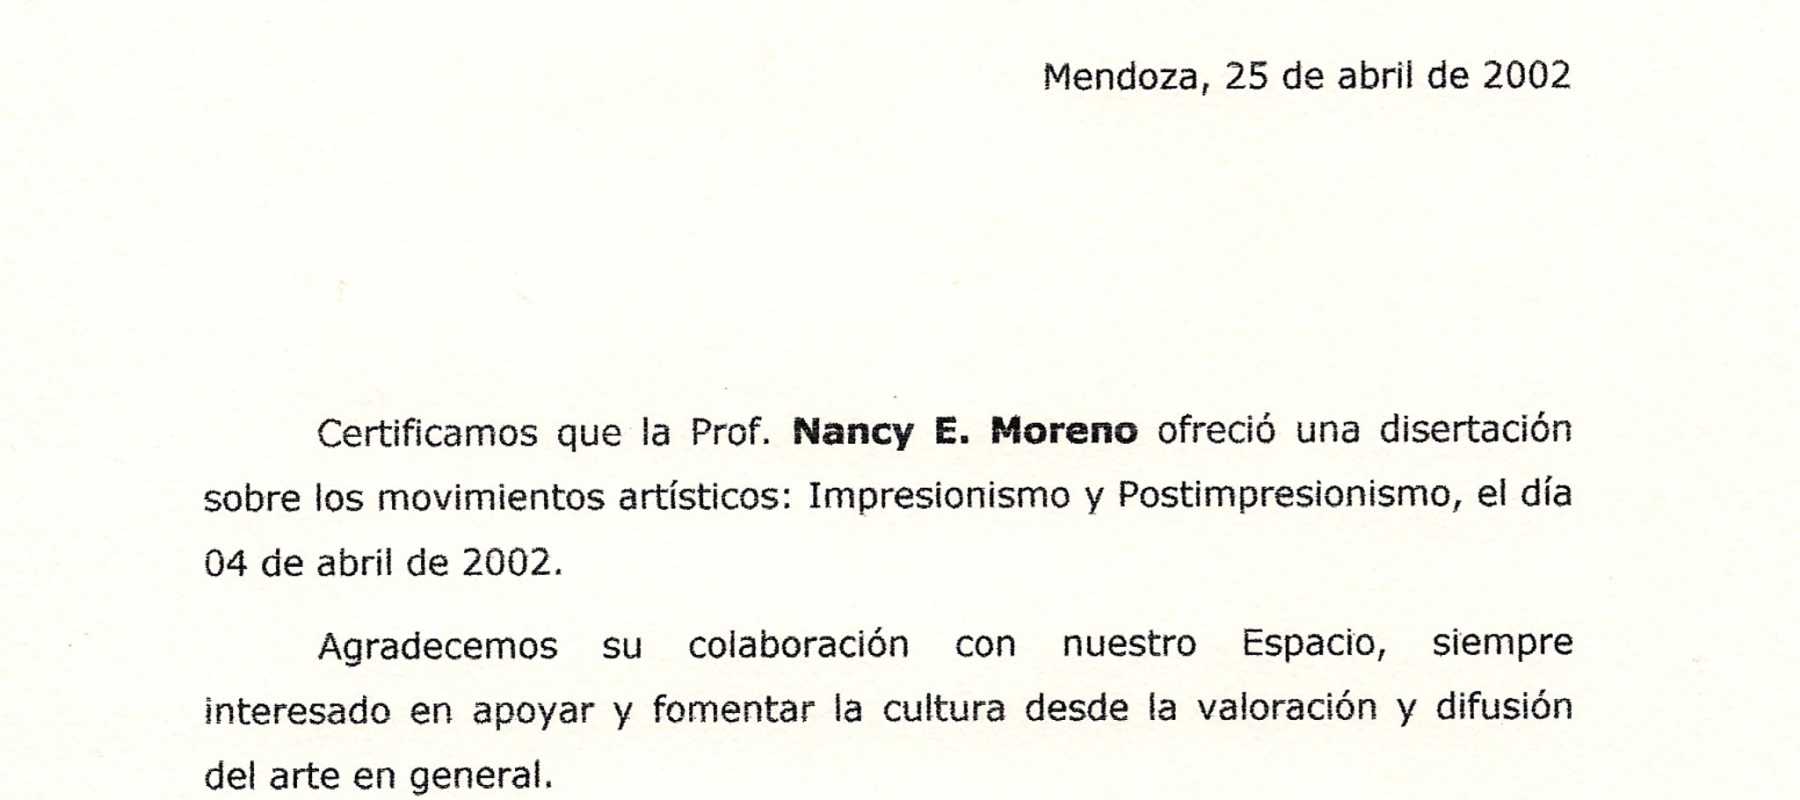 Mendoza, 25 de abril de 2002
Certificamos que la Prof. Nancy E. Moreno ofreció una disertación
sobre los movimientos artísticos: Impresionismo y Postimpresionismo, el día
04 de abril de 2002.
Agradecemos su colaboración con nuestro Espacio, siempre
interesado en apoyar y fomentar la cultura desde la valoración y difusión
del arte en general.